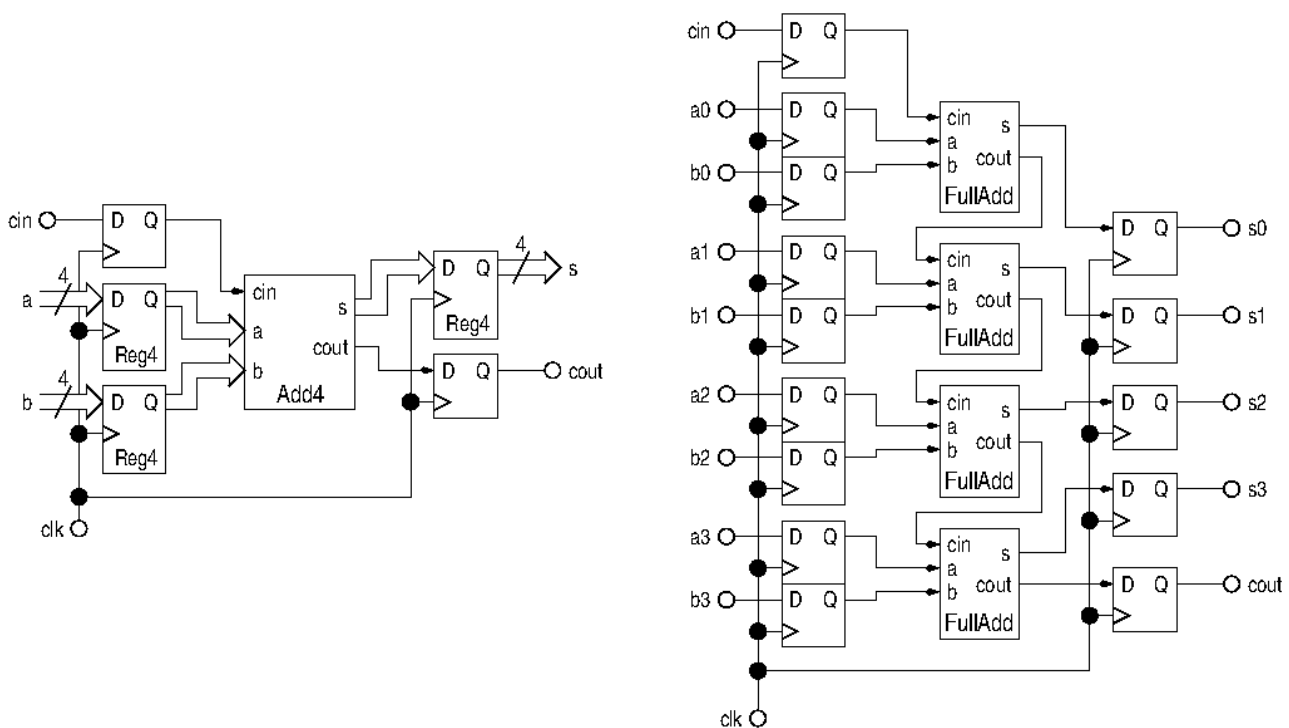 cin D Q
4
a D Q
Reg4
4
b D Q
Reg4
clk
cin
a
b
s
cout
Add4
D Q 4 s
Reg4
D Q cout
cin D Q
a0 D Q
b0 D Q
cin s
a cout
b
FullAdd
D Q s0
a1 D Q
b1 D Q
cin s
a cout
b
FullAdd
D Q s1
a2 D Q
b2 D Q
cin s
a cout
b
FullAdd
D Q s2
a3 D Q
b3 D Q
cin s
a cout
b
FullAdd
D Q s3
D Q cout
clk